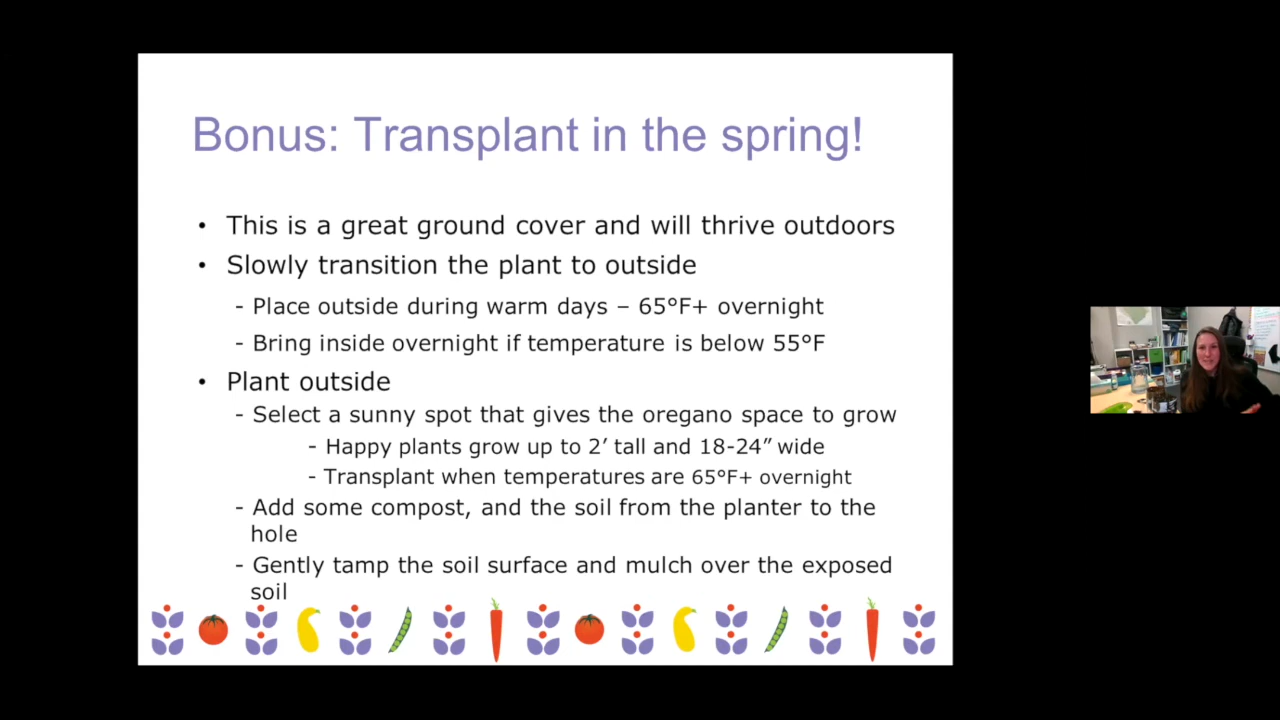 Bonus: Transplant in the spring!
• This is a great ground cover and will thrive outdoors
• Slowly transition the plant to outside
- Place outside during warm days – 65°F+ overnight
- Bring inside overnight if temperature is below 55°F
• Plant outside
- Select a sunny spot that gives the oregano space to grow
- Happy plants grow up to 2’ tall and 18-24” wide
- Transplant when temperatures are 65°F+ overnight
- Add some compost, and the soil from the planter to the
hole
- Gently tamp the soil surface and mulch over the exposed
soil